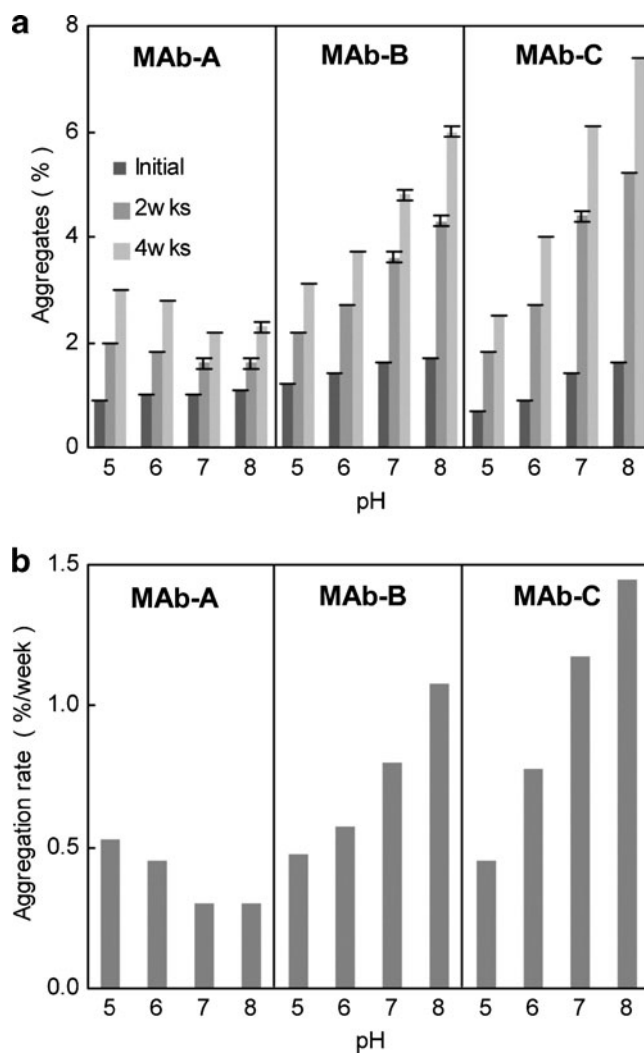 a
8
6
4
2
0
Aggregates ( % )
MAb-A MAb-B MAb-C
Initial
2w ks
4w ks
5 6 7 8 5 6 7 8 5 6 7 8
pH
b
1.5
1.0
0.5
0.0
Aggregation rate ( %/week )
MAb-A MAb-B MAb-C
5 6 7 8 5 6 7 8 5 6 7 8
pH